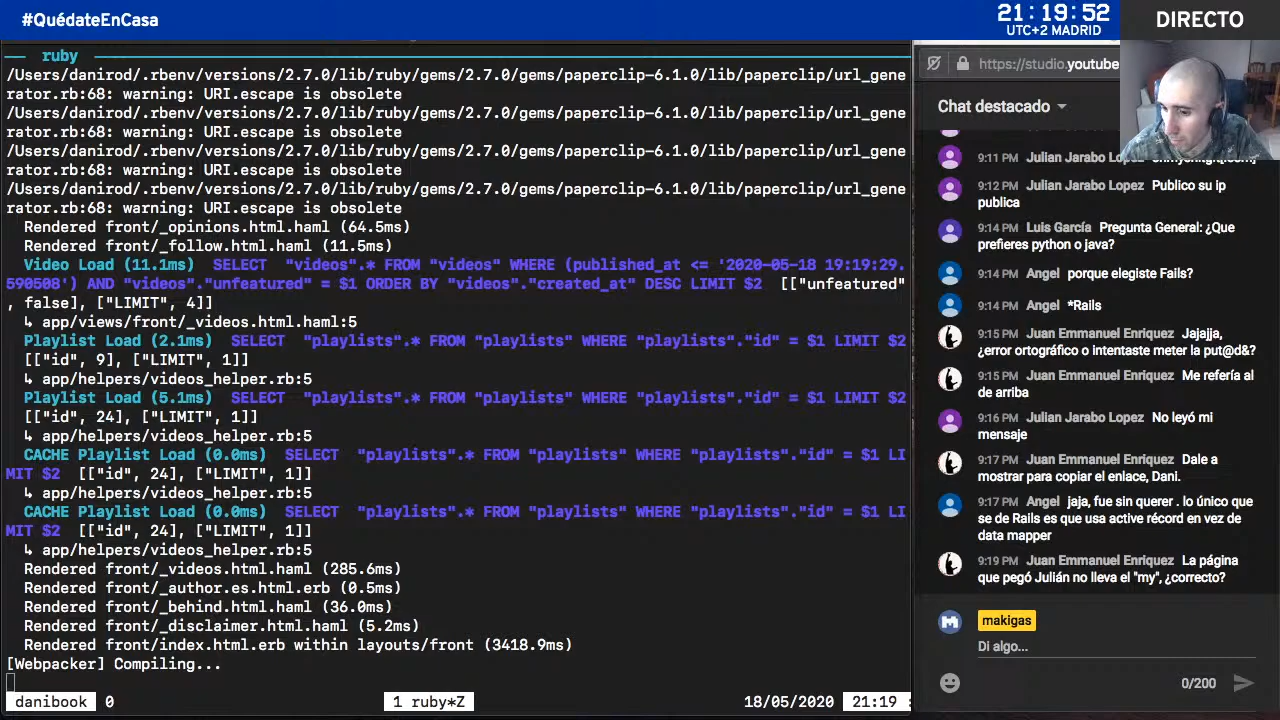 #QuédateEnCasa
21:19:52
UTC+2 MADRID
DIRECTO
ruby
/Users/danirod/.rbenv/versions/2.7.0/lib/ruby/gems/2.7.0/gems/paperclip-6.1.0/lib/paperclip/url_gene
rator.rb:68: warning: URI.escape is obsolete
/Users/danirod/.rbenv/versions/2.7.0/lib/ruby/gems/2.7.0/gems/paperclip-6.1.0/lib/paperclip/url_gene
rator.rb:68: warning: URI.escape is obsolete
/Users/danirod/.rbenv/versions/2.7.0/lib/ruby/gems/2.7.0/gems/paperclip-6.1.0/lib/paperclip/url_gene
rator.rb:68: warning: URI.escape is obsolete
/Users/danirod/.rbenv/versions/2.7.0/lib/ruby/gems/2.7.0/gems/paperclip-6.1.0/lib/paperclip/url_gene
rator.rb:68: warning: URI.escape is obsolete
Rendered front/_opinions.html.haml (64.5ms)
Rendered front/_follow.html.haml (11.5ms)
Video Load (11.1ms)  SELECT  "videos".* FROM "videos" WHERE (published_at <= '2020-05-18 19:19:29.
590508') AND "videos"."unfeatured" = $1 ORDER BY "videos"."created_at" DESC LIMIT $2  [["unfeatured"
, false], ["LIMIT", 4]]
↳ app/views/front/_videos.html.haml:5
Playlist Load (2.1ms)  SELECT  "playlists".* FROM "playlists" WHERE "playlists"."id" = $1 LIMIT $2
[["id", 9], ["LIMIT", 1]]
↳ app/helpers/videos_helper.rb:5
Playlist Load (5.1ms)  SELECT  "playlists".* FROM "playlists" WHERE "playlists"."id" = $1 LIMIT $2
[["id", 24], ["LIMIT", 1]]
↳ app/helpers/videos_helper.rb:5
CACHE Playlist Load (0.0ms)  SELECT  "playlists".* FROM "playlists" WHERE "playlists"."id" = $1 LI
MIT $2  [["id", 24], ["LIMIT", 1]]
↳ app/helpers/videos_helper.rb:5
CACHE Playlist Load (0.0ms)  SELECT  "playlists".* FROM "playlists" WHERE "playlists"."id" = $1 LI
MIT $2  [["id", 24], ["LIMIT", 1]]
↳ app/helpers/videos_helper.rb:5
Rendered front/_videos.html.haml (285.6ms)
Rendered front/_author.es.html.erb (0.5ms)
Rendered front/_behind.html.haml (36.0ms)
Rendered front/_disclaimer.html.haml (5.2ms)
Rendered front/index.html.erb within layouts/front (3418.9ms)
[Webpacker] Compiling...
danibook 0 1 ruby*Z 18/05/2020 21:19
https://studio.youtube
Chat destacado
9:11 PM Julian Jarabo Lopez
9:12 PM Julian Jarabo Lopez Publico su ip
publica
9:14 PM Luis García Pregunta General: ¿Que
prefieres python o java?
9:14 PM Angel porque elegiste Fails?
9:14 PM Angel *Rails
9:15 PM Juan Emmanuel Enriquez Jajajja,
¿error ortográfico o intentaste meter la put@d&?
9:15 PM Juan Emmanuel Enriquez Me refería al
de arriba
9:16 PM Julian Jarabo Lopez No leyó mi
mensaje
9:17 PM Juan Emmanuel Enriquez Dale a
mostrar para copiar el enlace, Dani.
9:17 PM Angel jaja, fue sin querer . lo único que
se de Rails es que usa active récord en vez de
data mapper
9:19 PM Juan Emmanuel Enriquez La página
que pegó Julián no lleva el "my", ¿correcto?
makigas
Di algo...
0/200